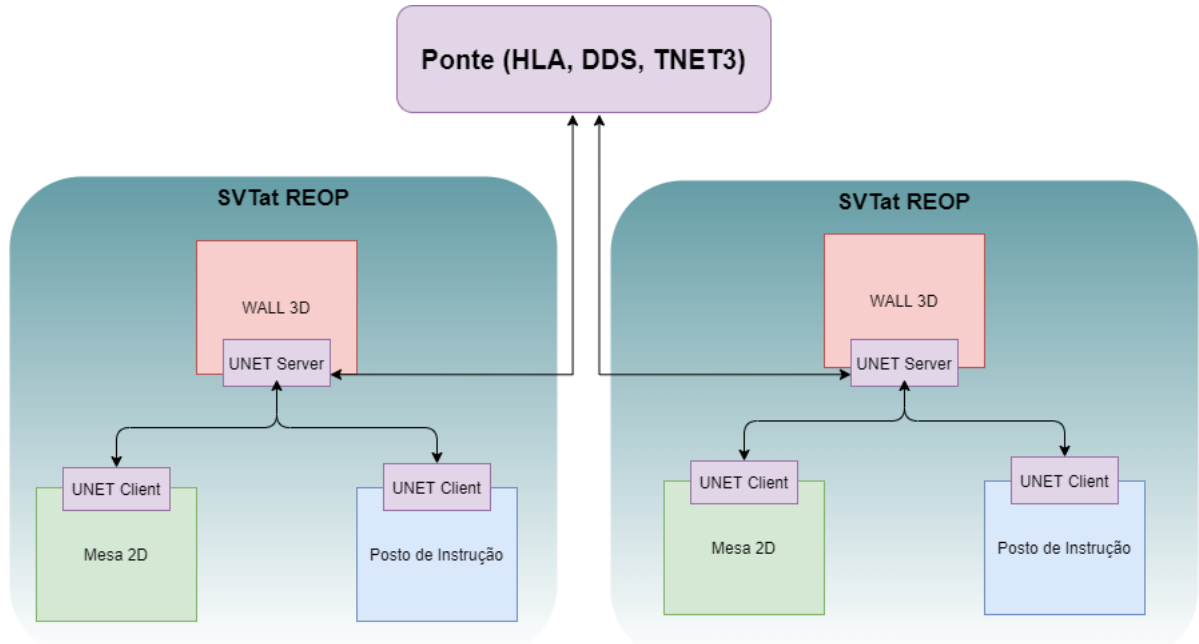 Ponte (HLA, DDS, TNET3)
SVTat REOP
WALL 3D
UNET Server
UNET Client
UNET Client
Mesa 2D
Posto de Instrução
SVTat REOP
WALL 3D
UNET Server
UNET Client
UNET Client
Mesa 2D
Posto de Instrução